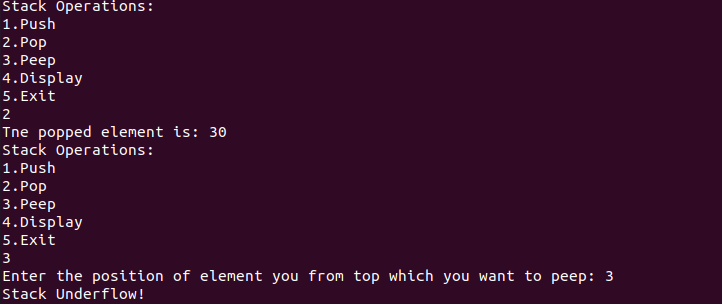 Stack Operations:
1.Push
2.Pop
3.Peep
4.Display
5.Exit
2
Tne popped element is: 30
Stack Operations:
1.Push
2.Pop
3.Peep
4.Display
5.Exit
3
Enter the position of element you from top which you want to peep: 3
Stack Underflow!